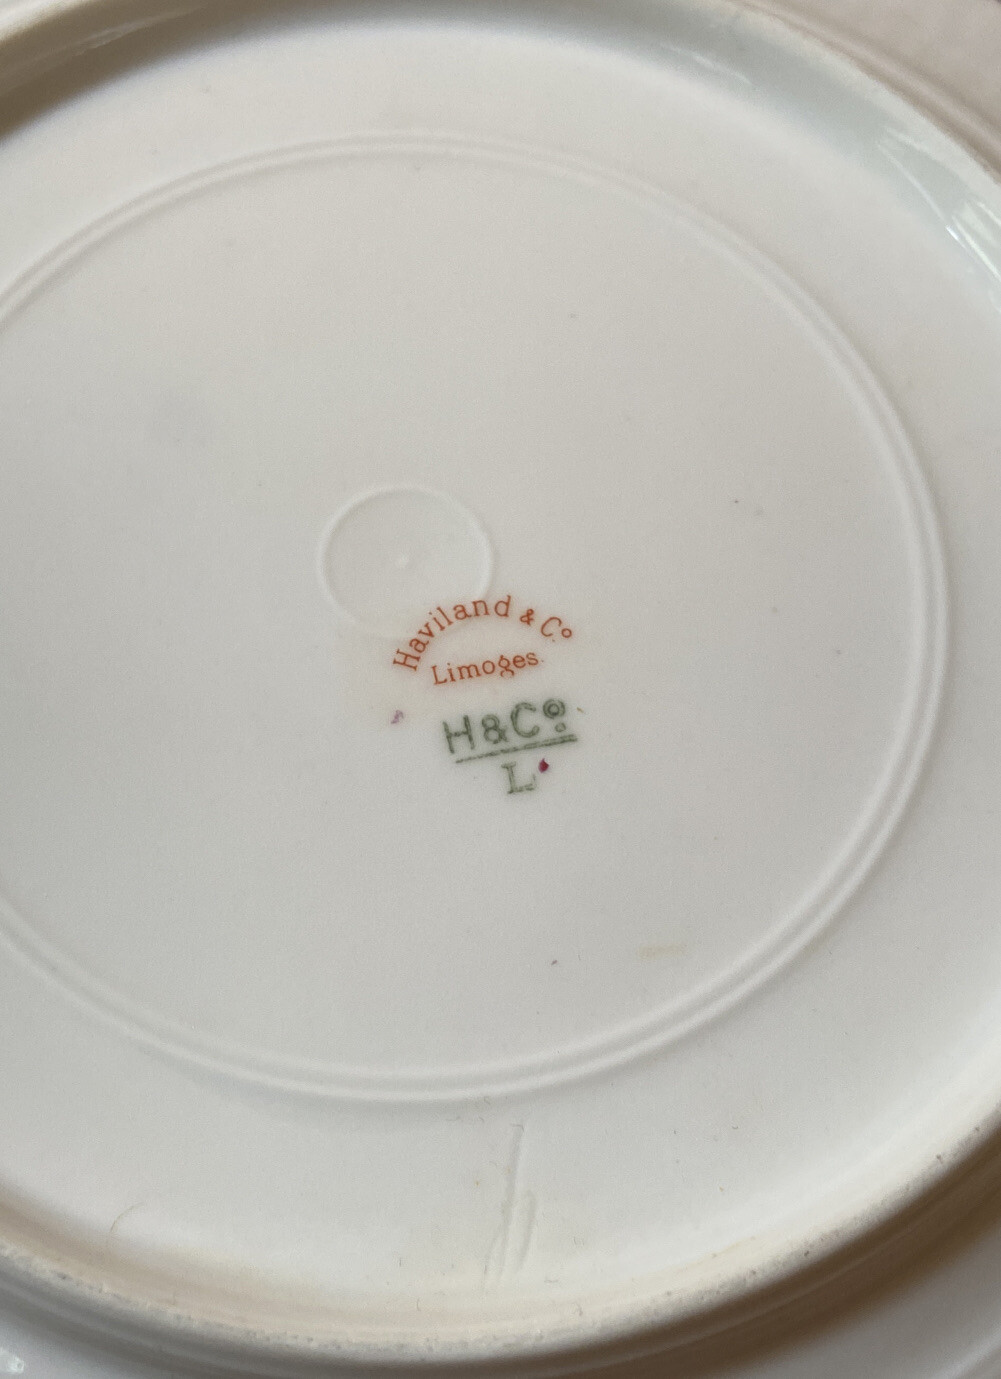 Haviland & Co
Limoges.
H&Co.
L